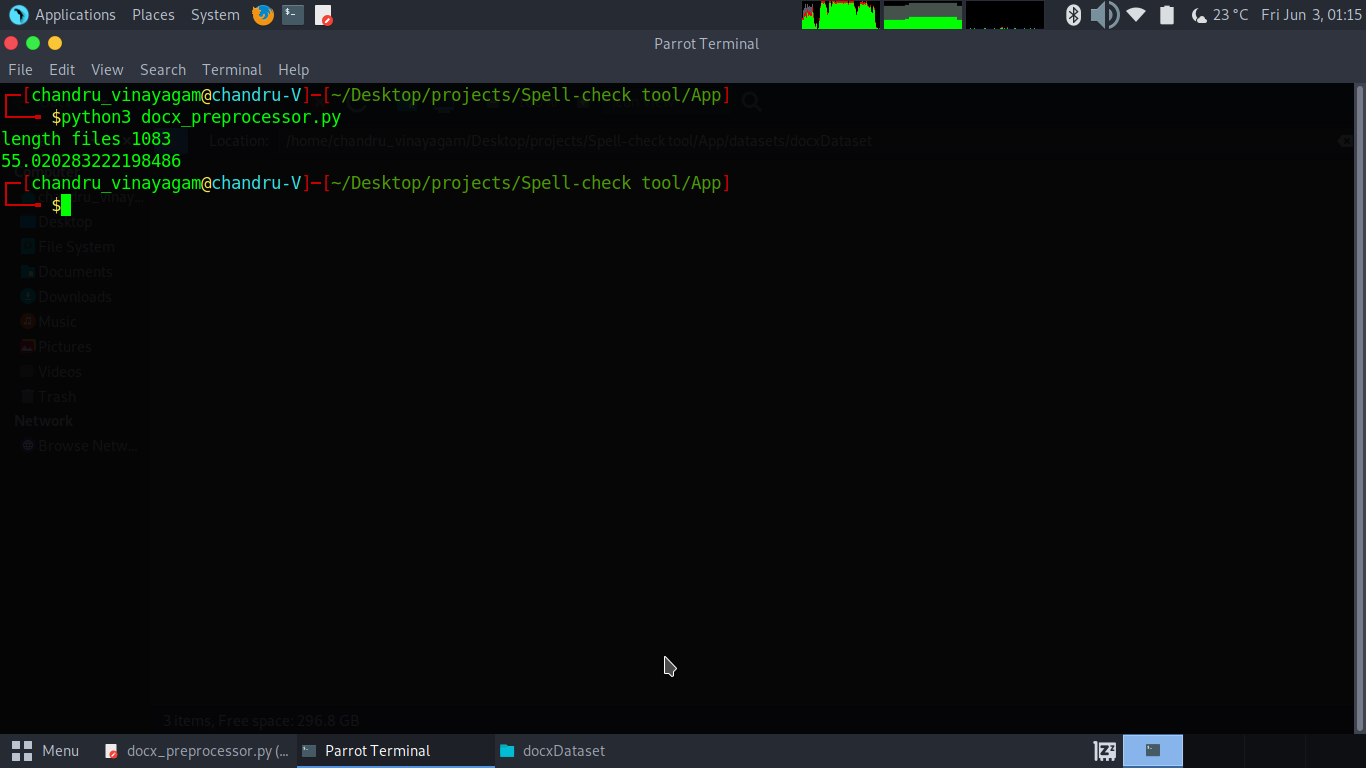 Applications Places System 23 °C Fri Jun 3, 01:15
Parrot Terminal
File Edit View Search Terminal Help
[chandru_vinayagam@chandru-V]─[~/Desktop/projects/Spell-check tool/App]
$python3 docx_preprocessor.py
length files 1083
Location: /home/chandru_vinayagam/Desktop/projects/Spell-check tool/App/datasets/docxDataset
55.020283222198486
[chandru_vinayagam@chandru-V]─[~/Desktop/projects/Spell-check tool/App]
$
Desktop
File System
Documents
Downloads
Music
Pictures
Videos
Trash
Network
Browse Netw...
3 items, Free space: 296.8 GB
Menu docx_preprocessor.py (... Parrot Terminal docxDataset